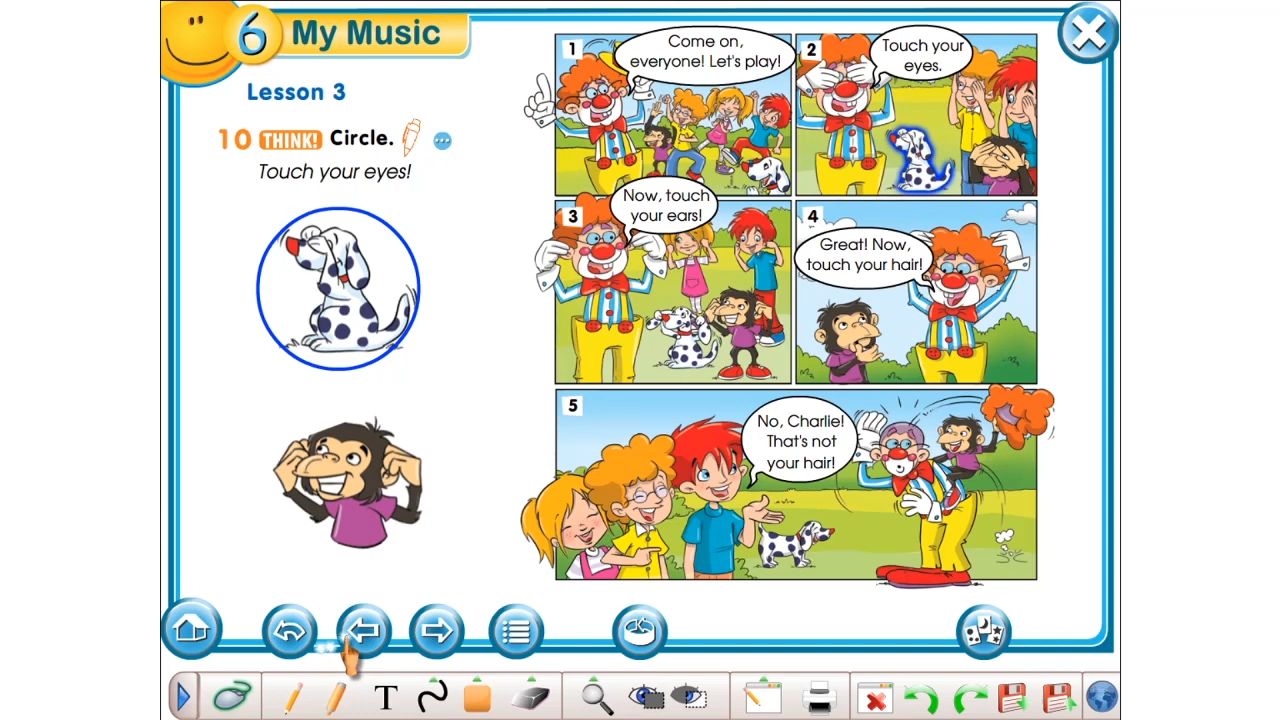 6 My Music
Lesson 3
10 THINK! Circle.
Touch your eyes!
1
Come on,
everyone! Let's play!
2
Touch your
eyes.
3
Now, touch
your ears!
4
Great! Now,
touch your hair!
5
No, Charlie!
That's not
your hair!
T